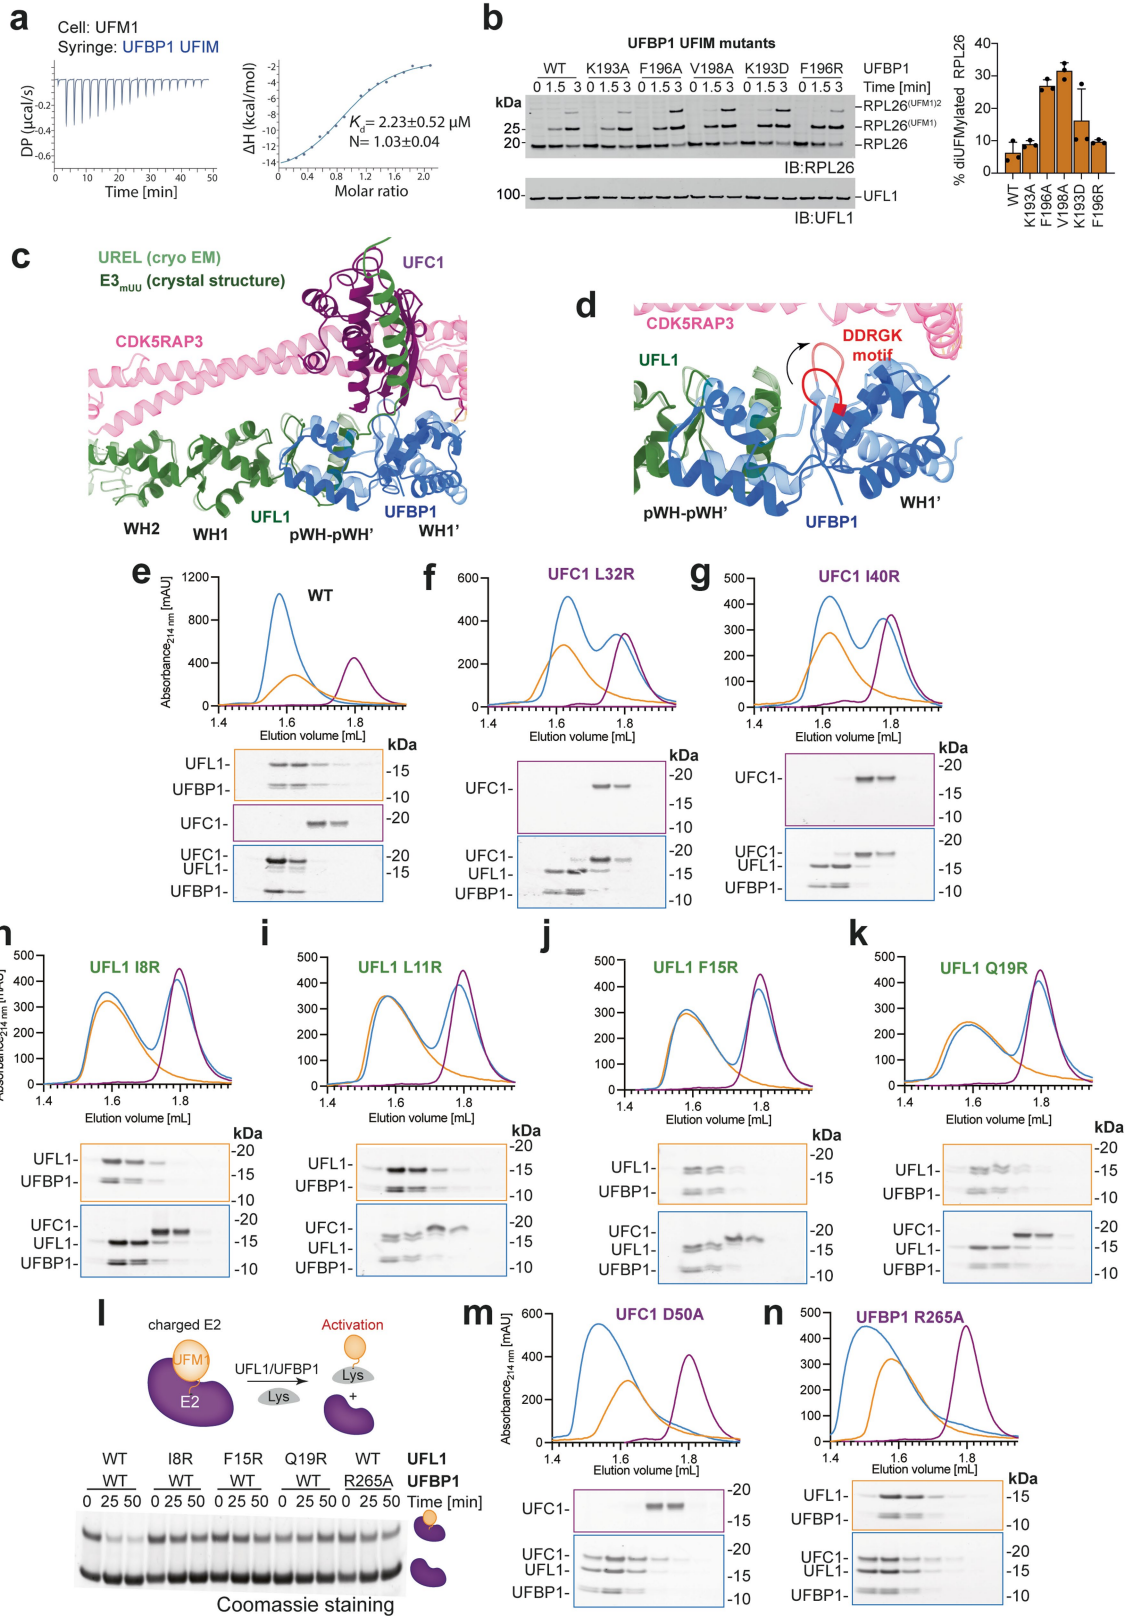 a
Cell: UFM1
Syringe: UFBP1 UFIM
DP (µcal/s)
-0.2
-0.4
-0.6
0 10 20 30 40 50
Time [min]
ΔH (kcal/mol)
-2
-4
-6
-8
-10
-12
-14
Kd= 2.23±0.52 µM
N= 1.03±0.04
0 0.4 0.8 1.2 1.6 2.0
Molar ratio
b
UFBP1 UFIM mutants
WT K193A F196A V198A K193D F196R UFBP1
0 1.5 3 0 1.5 3 0 1.5 3 0 1.5 3 0 1.5 3 0 1.5 3 Time [min]
kDa
RPL26(UFM1)2
25- RPL26(UFM1)
20- RPL26
IB:RPL26
100- UFL1
IB:UFL1
% diUFMylated RPL26
40
30
20
10
0
WT K193A F196A V198A K193D F196R
c
UREL (cryo EM)
E3mUU (crystal structure)
UFC1
CDK5RAP3
WH2 WH1 UFL1 pWH-pWH' UFBP1 WH1'
d
CDK5RAP3
UFL1
DDRGK
motif
pWH-pWH' UFBP1 WH1'
e
WT
Absorbance214 nm [mAU]
1200
800
400
0
1.4 1.6 1.8
Elution volume [mL]
kDa
UFL1- -15
UFBP1- -10
UFC1- -20
UFC1- -20
UFL1- -15
UFBP1-
f
UFC1 L32R
600
400
200
0
1.4 1.6 1.8
Elution volume [mL]
kDa
-20
UFC1-
-15
-10
UFC1- -20
UFL1- -15
UFBP1- -10
g
UFC1 I40R
500
400
300
200
100
0
1.4 1.6 1.8
Elution volume [mL]
kDa
-20
UFC1-
-15
-10
-20
UFC1-
UFL1- -15
UFBP1- -10
h
UFL1 I8R
Absorbance214 nm [mAU]
500
400
300
200
100
0
1.4 1.6 1.8
Elution volume [mL]
kDa
-20
UFL1-
-15
UFBP1-
-10
UFC1- -20
UFL1- -15
UFBP1-
-10
i
UFL1 L11R
500
400
300
200
100
0
1.4 1.6 1.8
Elution volume [mL]
kDa
-20
UFL1- -15
UFBP1- -10
UFC1- -20
UFL1- -15
UFBP1- -10
j
UFL1 F15R
500
400
300
200
100
0
1.4 1.6 1.8
Elution volume [mL]
kDa
-20
UFL1-
-15
UFBP1- -10
UFC1- -20
UFL1- -15
UFBP1- -10
k
UFL1 Q19R
500
400
300
200
100
0
1.4 1.6 1.8
Elution volume [mL]
kDa
-20
UFL1- -15
UFBP1- -10
UFC1- -20
UFL1- -15
UFBP1- -10
l
charged E2 Activation
UFM1
E2
UFL1/UFBP1
Lys
Lys
+
WT I8R F15R Q19R WT UFL1
WT WT WT WT R265A UFBP1
0 25 50 0 25 50 0 25 50 0 25 50 0 25 50 Time [min]
Coomassie staining
m
UFC1 D50A
Absorbance214 nm [mAU]
600
400
200
0
1.4 1.6 1.8
Elution volume [mL]
-20
UFC1-
-15
UFC1- -20
UFL1- -15
UFBP1- -10
n
UFBP1 R265A
500
400
300
200
100
0
1.4 1.6 1.8
Elution volume [mL]
kDa
UFL1- -15
UFBP1- -10
UFC1- -20
UFL1- -15
UFBP1- -10